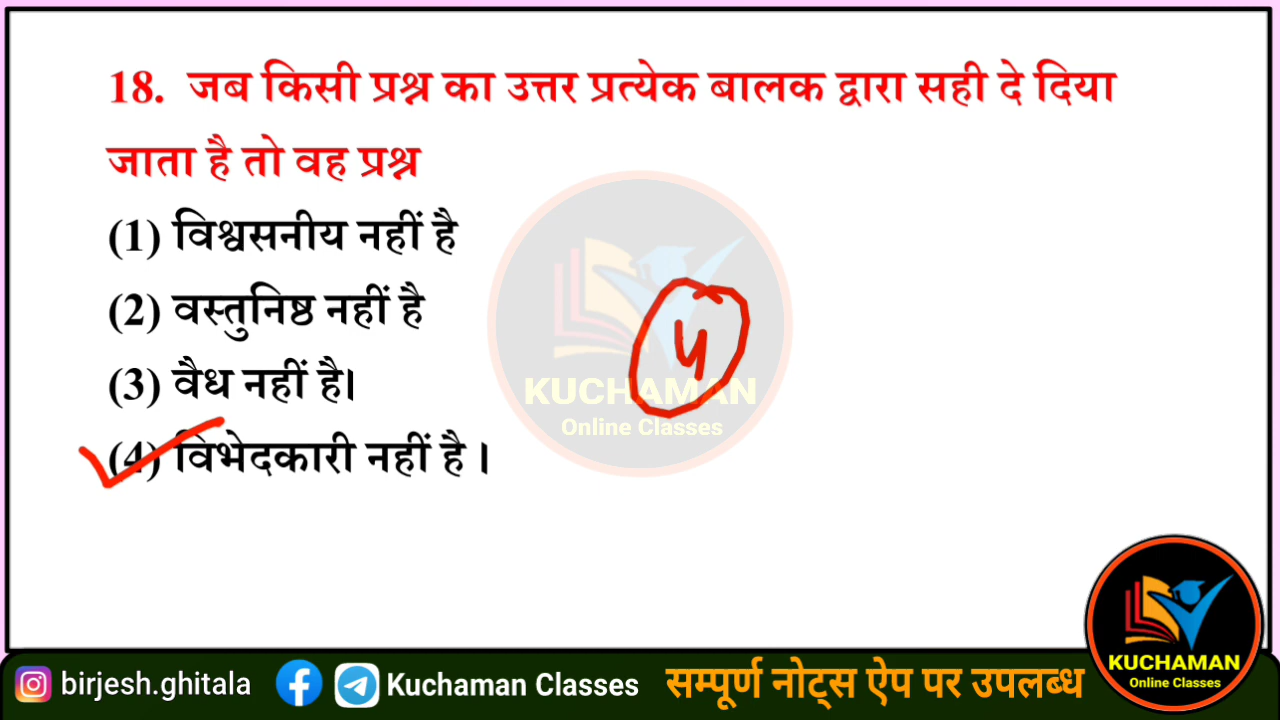 18. जब किसी प्रश्न का उत्तर प्रत्येक बालक द्वारा सही दे दिया
जाता है तो वह प्रश्न
(1) विश्वसनीय नहीं है
(2) वस्तुनिष्ठ नहीं है
(3) वैध नहीं है।
(4) विभेदकारी नहीं है ।
4
KUCHAMAN
Online Classes
KUCHAMAN
Online Classes
birjesh.ghitala Kuchaman Classes सम्पूर्ण नोट्स ऐप पर उपलब्ध